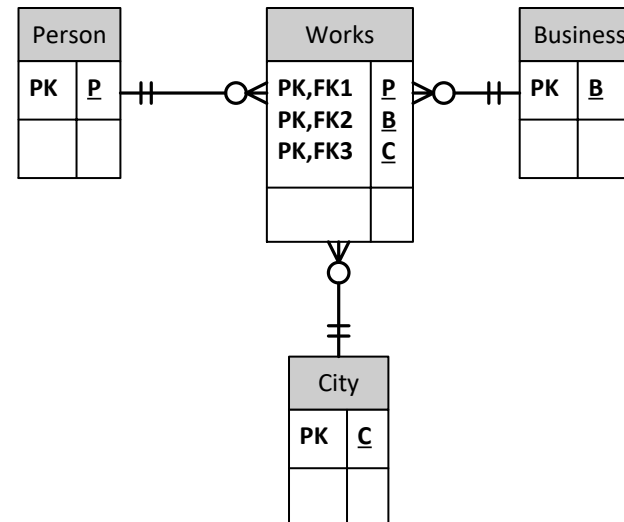 Person
PK P
Works
PK,FK1 P
PK,FK2 B
PK,FK3 C
Business
PK B
City
PK C